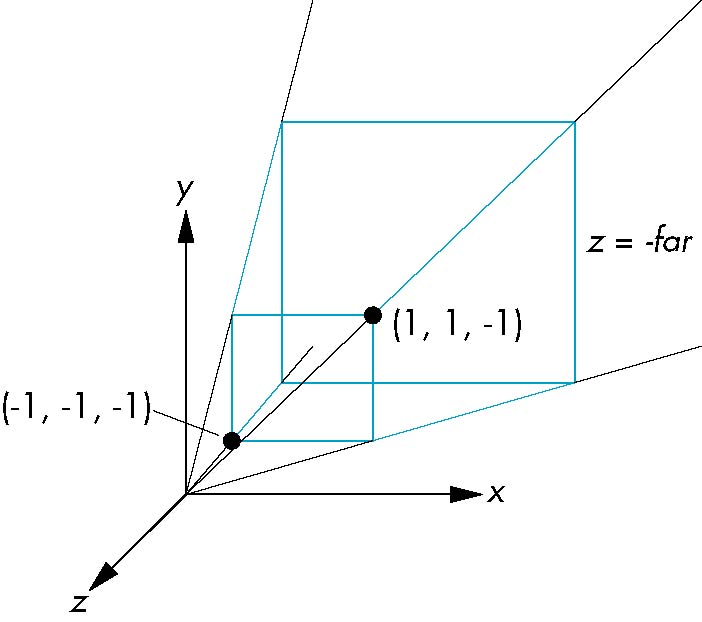 y
z = -far
(1, 1, -1)
(-1, -1, -1)
x
z